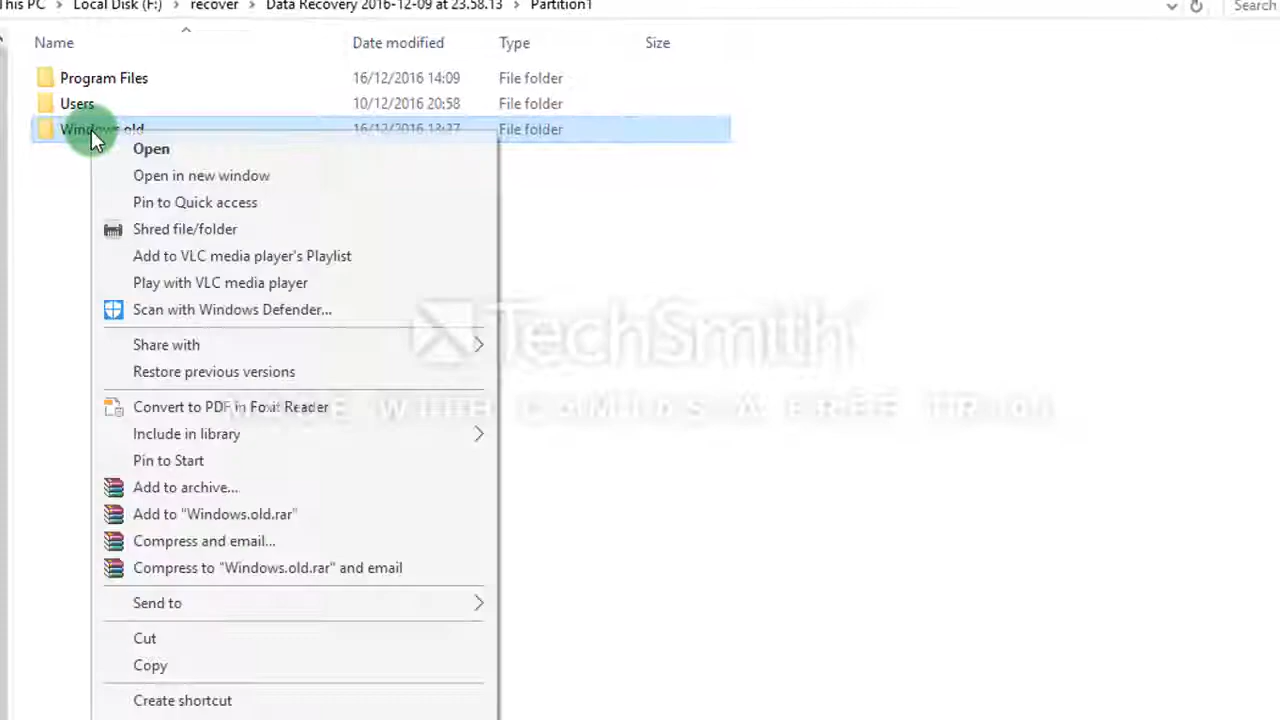 This PC > Local Disk (F:) > recover > Data Recovery 2016-12-09 at 23.58.13 > Partition1 Search
Name Date modified Type Size
Program Files 16/12/2016 14:09 File folder
Users 10/12/2016 20:58 File folder
Windows.old 16/12/2016 13:37 File folder
Open
Open in new window
Pin to Quick access
Shred file/folder
Add to VLC media player's Playlist
Play with VLC media player
Scan with Windows Defender...
Share with
TechSmith
Restore previous versions
Convert to PDF in Foxit Reader
MADE WITH CAMTASIA FREE TRIAL
Include in library
Pin to Start
Add to archive...
Add to "Windows.old.rar"
Compress and email...
Compress to "Windows.old.rar" and email
Send to
Cut
Copy
Create shortcut